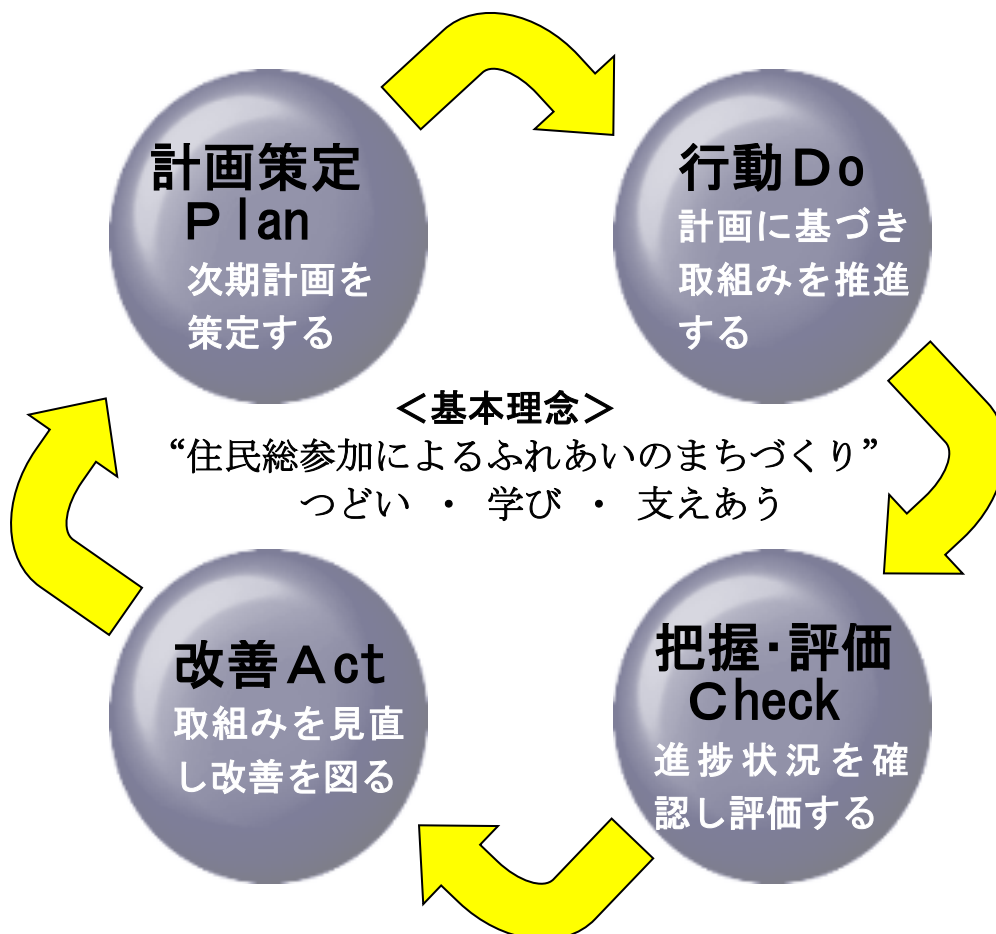 計画策定
Plan
次期計画を
策定する
行動Do
計画に基づき
取組みを推進
する
＜基本理念＞
“住民総参加によるふれあいのまちづくり”
つどい ・ 学び ・ 支えあう
改善Act
取組みを見直
し改善を図る
把握・評価
Check
進捗状況を確
認し評価する